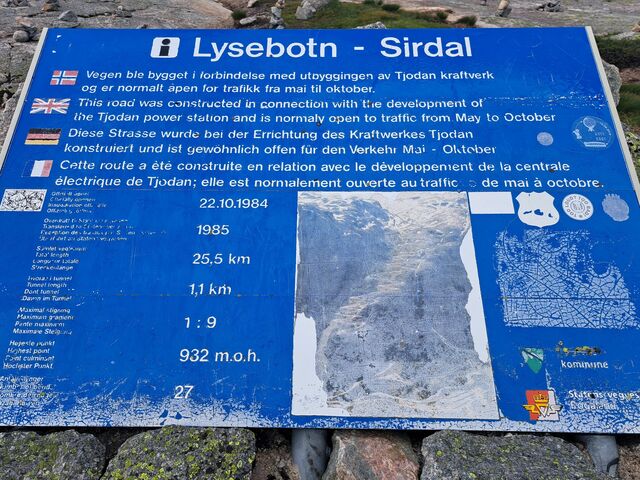 i Lysebotn - Sirdal
Vegen ble bygget i forbindelse med utbyggingen av Tjodan kraftverk
og er normalt åpen for trafikk fra mai til oktober.
This road was constructed in connection with the development of
the Tjodan power station and is normaly open to traffic from May to October
Diese Strasse wurde bei der Errichtung des Kraftwerkes Tjodan
konstruiert und ist gewöhnlich offen für den Verkehr Mai - Oktober
Cette route a été construite en relation avec le développement de la centrale
électrique de Tjodan; elle est normalement ouverte au traffic de mai à octobre.
22.10.1984
1985
Samlet veglengde
Total length
Longueur totale
Streckenlänge
25,5 km
Tunnel length
Dont tunnel
Davon im Tunnel
1,1 km
Maximal stigning
Maximum gradient
Pente maximum
Maximale Steigung
1 : 9
Høyeste punkt
Highest point
Point culminant
Höchster Punkt
932 m.o.h.
27
kommune
Statens vegvesen